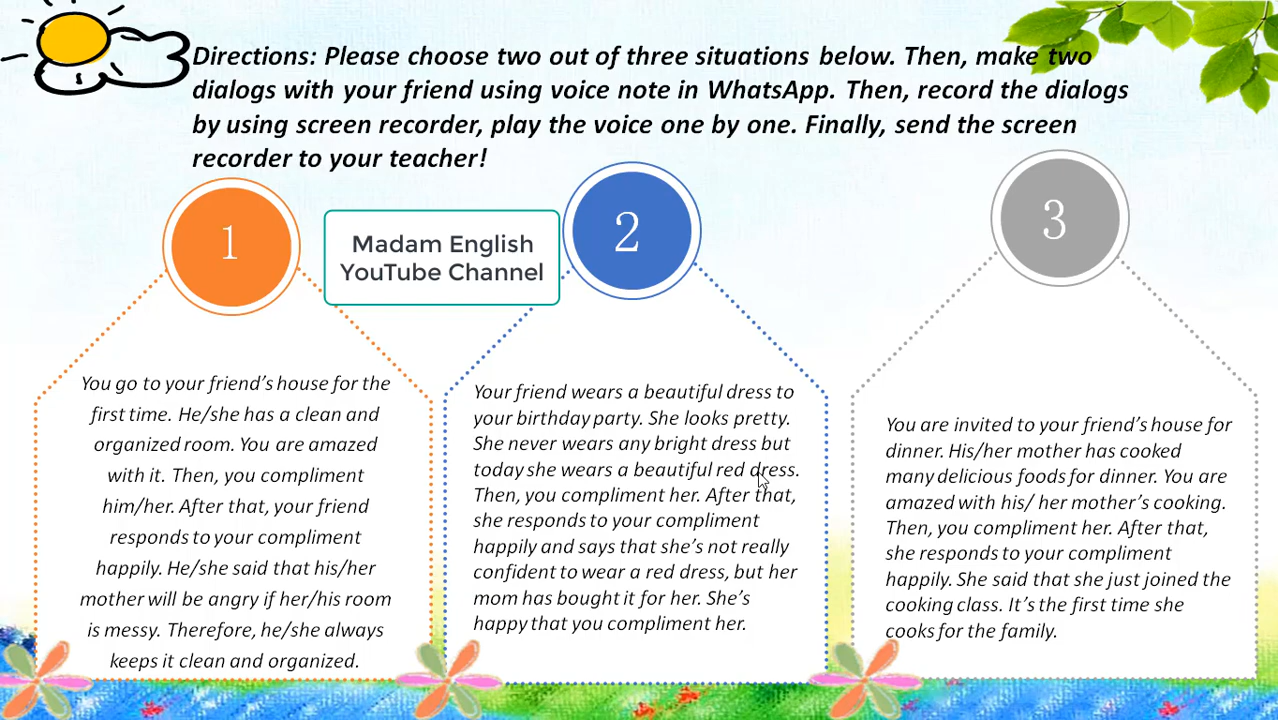 Directions: Please choose two out of three situations below. Then, make two
dialogs with your friend using voice note in WhatsApp. Then, record the dialogs
by using screen recorder, play the voice one by one. Finally, send the screen
recorder to your teacher!
1
Madam English
YouTube Channel
2
3
You go to your friend's house for the
first time. He/she has a clean and
organized room. You are amazed
with it. Then, you compliment
him/her. After that, your friend
responds to your compliment
happily. He/she said that his/her
mother will be angry if her/his room
is messy. Therefore, he/she always
keeps it clean and organized.
Your friend wears a beautiful dress to
your birthday party. She looks pretty.
She never wears any bright dress but
today she wears a beautiful red dress.
Then, you compliment her. After that,
she responds to your compliment
happily and says that she's not really
confident to wear a red dress, but her
mom has bought it for her. She's
happy that you compliment her.
You are invited to your friend's house for
dinner. His/her mother has cooked
many delicious foods for dinner. You are
amazed with his/ her mother's cooking.
Then, you compliment her. After that,
she responds to your compliment
happily. She said that she just joined the
cooking class. It's the first time she
cooks for the family.